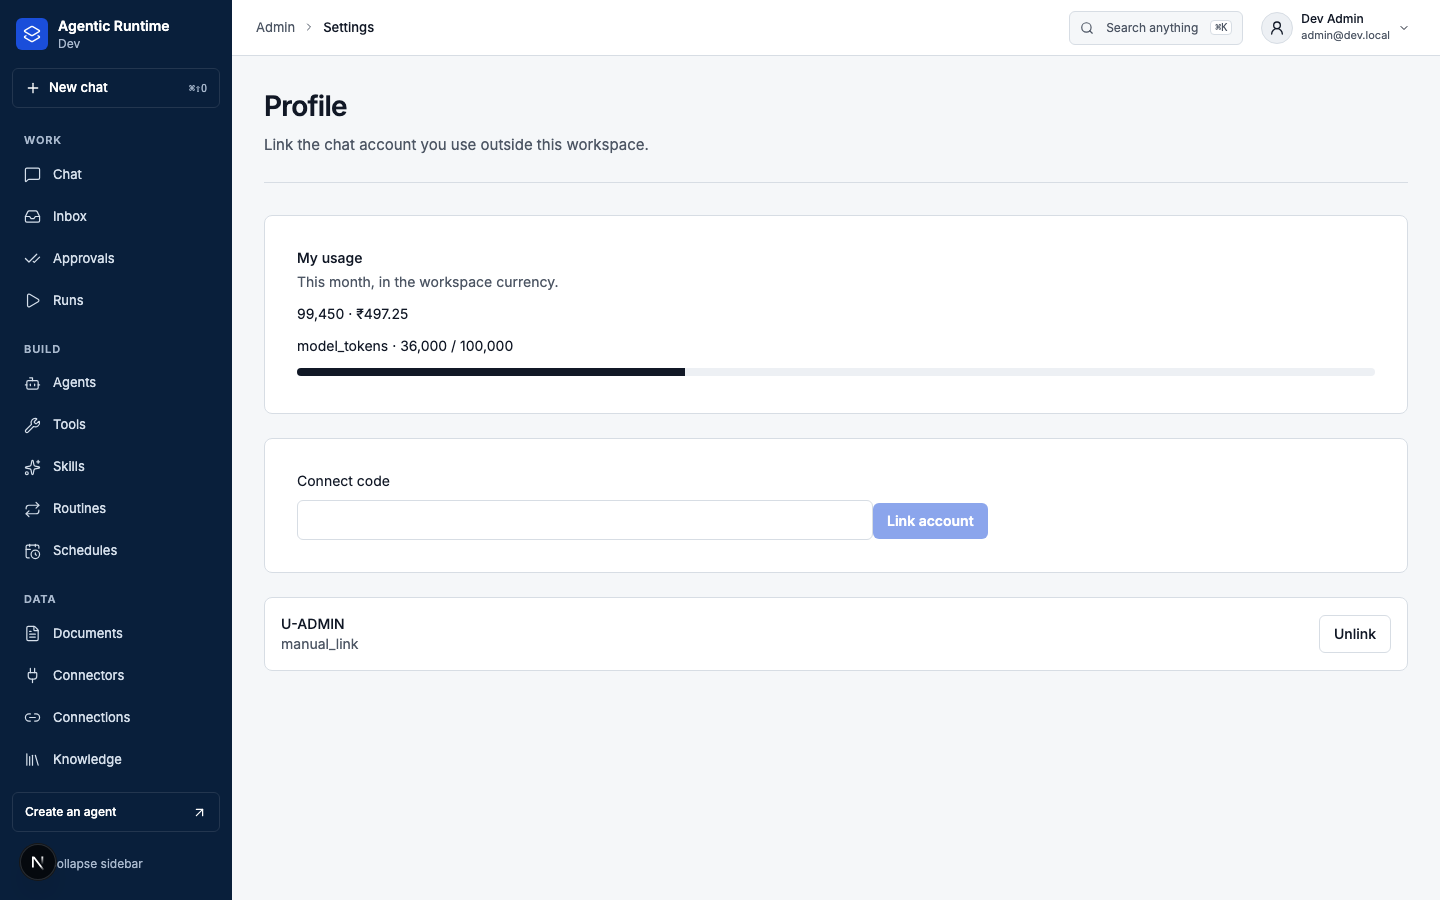 Agentic Runtime
Dev
New chat ⌘⇧O
WORK
Chat
Inbox
Approvals
Runs
BUILD
Agents
Tools
Skills
Routines
Schedules
DATA
Documents
Connectors
Connections
Knowledge
Create an agent
N ollapse sidebar
Admin > Settings
Search anything ⌘K
Dev Admin
admin@dev.local
Profile
Link the chat account you use outside this workspace.
My usage
This month, in the workspace currency.
99,450 · ₹497.25
model_tokens · 36,000 / 100,000
Connect code
Link account
U-ADMIN
manual_link
Unlink